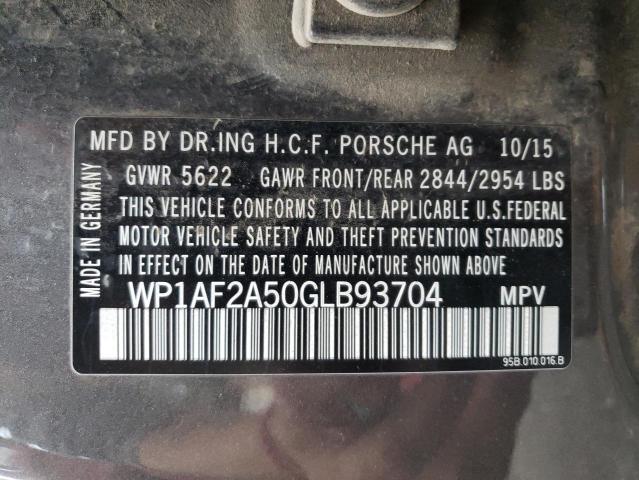 MFD BY DR.ING H.C.F. PORSCHE AG 10/15
GVWR 5622 GAWR FRONT/REAR 2844/2954 LBS
THIS VEHICLE CONFORMS TO ALL APPLICABLE U.S.FEDERAL
MOTOR VEHICLE SAFETY AND THEFT PREVENTION STANDARDS
IN EFFECT ON THE DATE OF MANUFACTURE SHOWN ABOVE
WP1AF2A50GLB93704 MPV
95B.010.016.B
MADE IN GERMANY